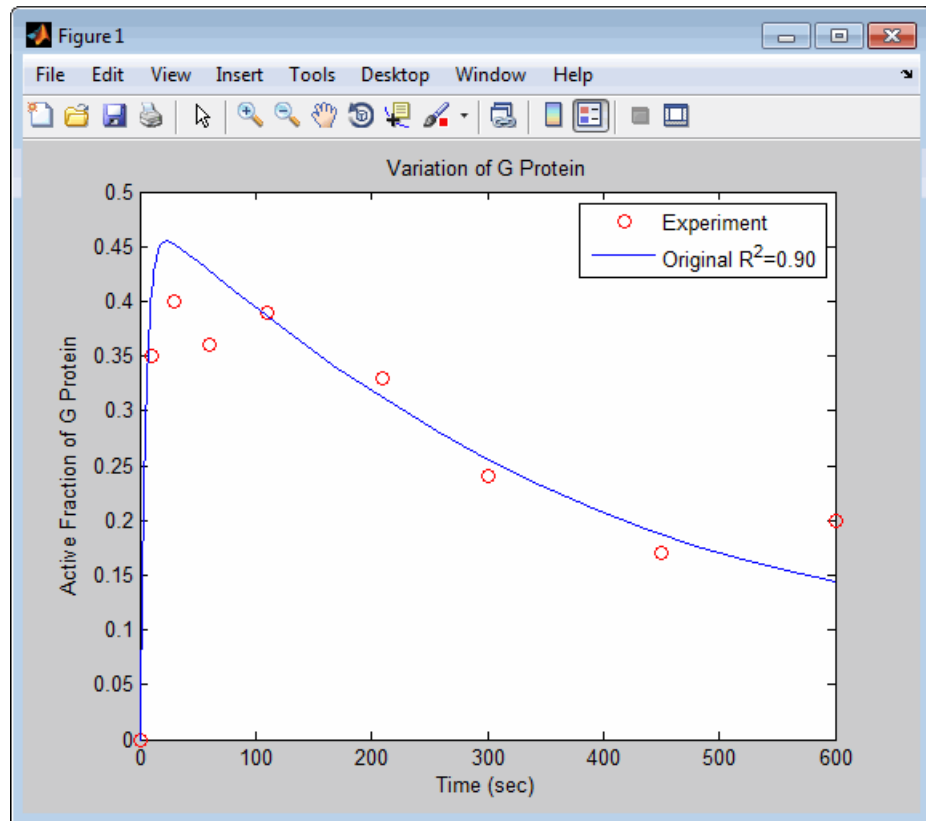 Figure 1
File Edit View Insert Tools Desktop Window Help
Variation of G Protein
Experiment
Original R²=0.90
Active Fraction of G Protein
0.5
0.45
0.4
0.35
0.3
0.25
0.2
0.15
0.1
0.05
0
0 100 200 300 400 500 600
Time (sec)